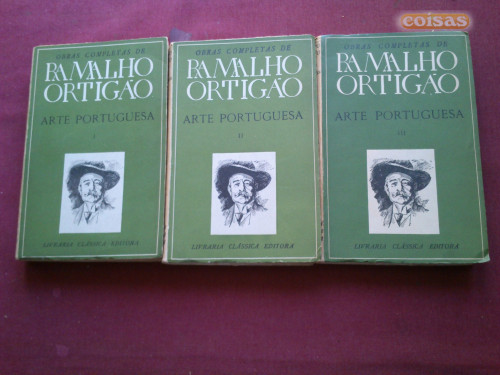 coisas
OBRAS COMPLETAS DE
RAMALHO
ORTIGÃO
ARTE PORTUGUESA
I
LIVRARIA CLÁSSICA EDITORA
OBRAS COMPLETAS DE
RAMALHO
ORTIGÃO
ARTE PORTUGUESA
II
LIVRARIA CLÁSSICA EDITORA
OBRAS COMPLETAS DE
RAMALHO
ORTIGÃO
ARTE PORTUGUESA
III
LIVRARIA CLÁSSICA EDITORA